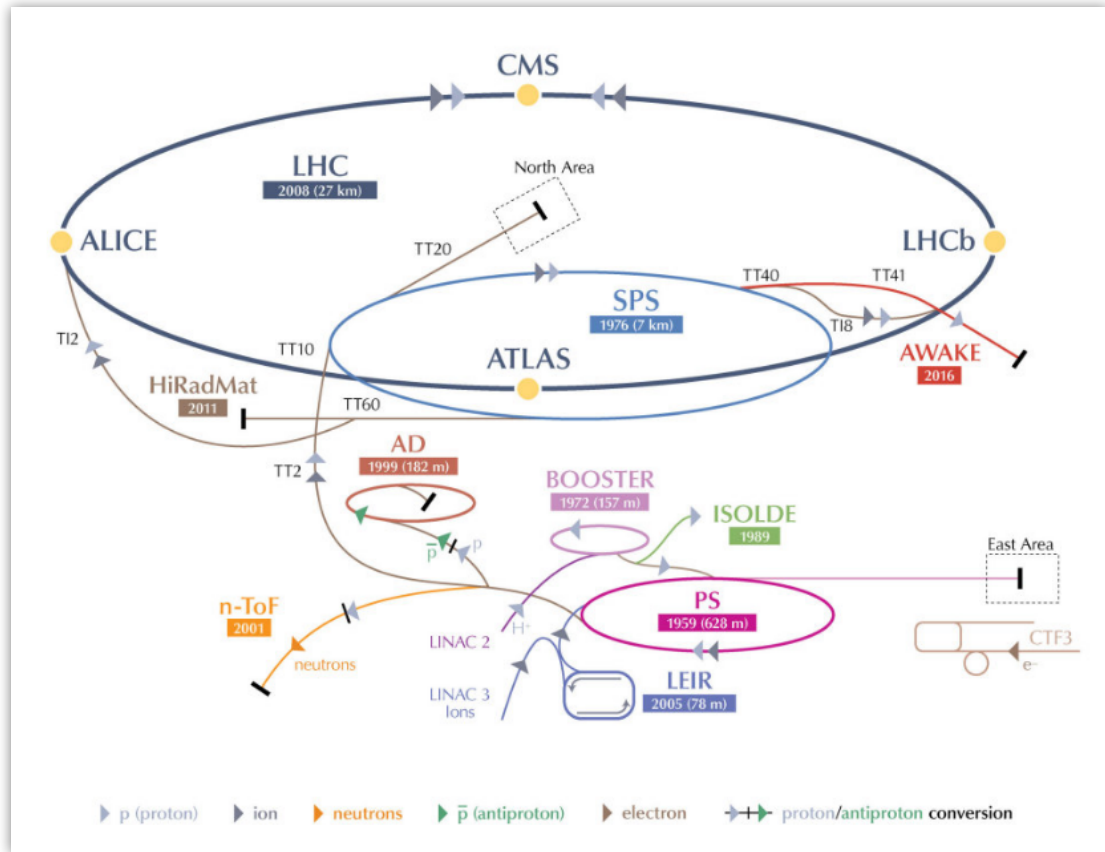 CMS
LHC
2008 (27 km)
North Area
ALICE
LHCb
TT20
TT40
TT41
SPS
1976 (7 km)
TI8
TI2
TT10
ATLAS
AWAKE
2016
HiRadMat
2011
TT60
AD
1999 (182 m)
TT2
BOOSTER
1972 (157 m)
ISOLDE
1989
p̅
p
East Area
n-ToF
2001
PS
1959 (628 m)
LINAC 2
H⁺
neutrons
CTF3
e⁻
LINAC 3
Ions
LEIR
2005 (78 m)
p (proton)
ion
neutrons
p̅ (antiproton)
electron
proton/antiproton conversion